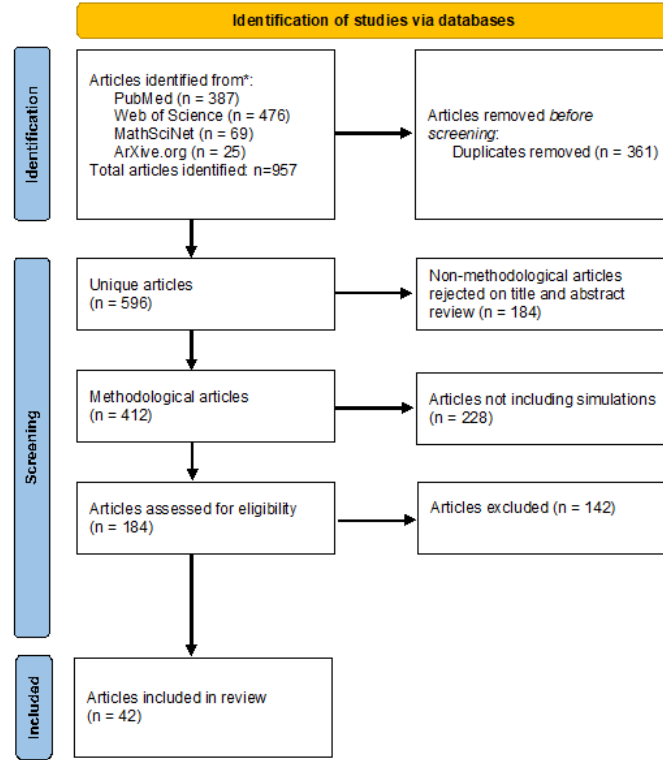 Identification of studies via databases
Identification
Articles identified from*:
PubMed (n = 387)
Web of Science (n = 476)
MathSciNet (n = 69)
ArXive.org (n = 25)
Total articles identified: n=957
Articles removed before
screening:
Duplicates removed (n = 361)
Screening
Unique articles
(n = 596)
Non-methodological articles
rejected on title and abstract
review (n = 184)
Methodological articles
(n = 412)
Articles not including simulations
(n = 228)
Articles assessed for eligibility
(n = 184)
Articles excluded (n = 142)
Included
Articles included in review
(n = 42)